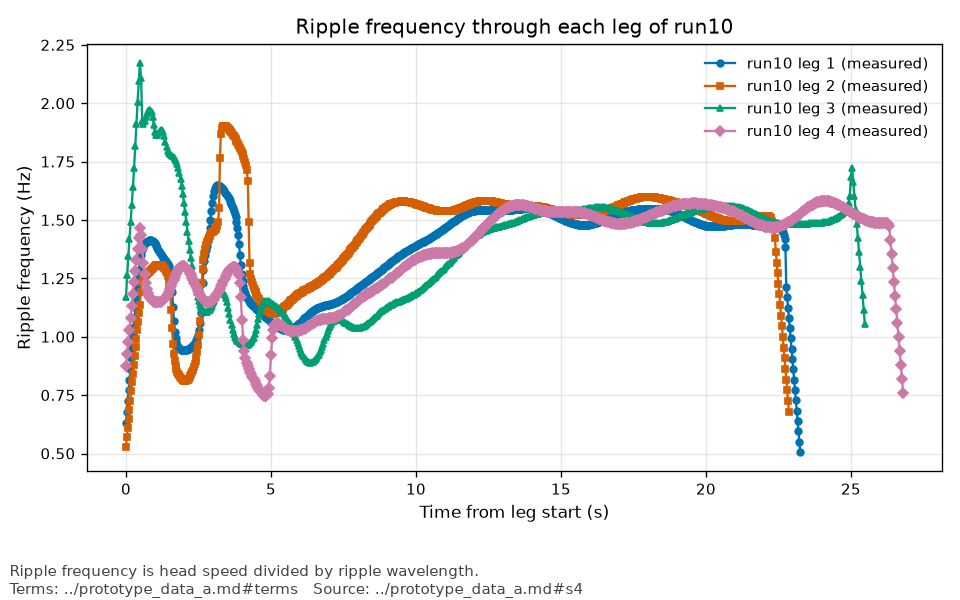 Ripple frequency through each leg of run10
2.25
2.00
1.75
1.50
1.25
1.00
0.75
0.50
Ripple frequency (Hz)
run10 leg 1 (measured)
run10 leg 2 (measured)
run10 leg 3 (measured)
run10 leg 4 (measured)
0 5 10 15 20 25
Time from leg start (s)
Ripple frequency is head speed divided by ripple wavelength.
Terms: ../prototype_data_a.md#terms Source: ../prototype_data_a.md#s4